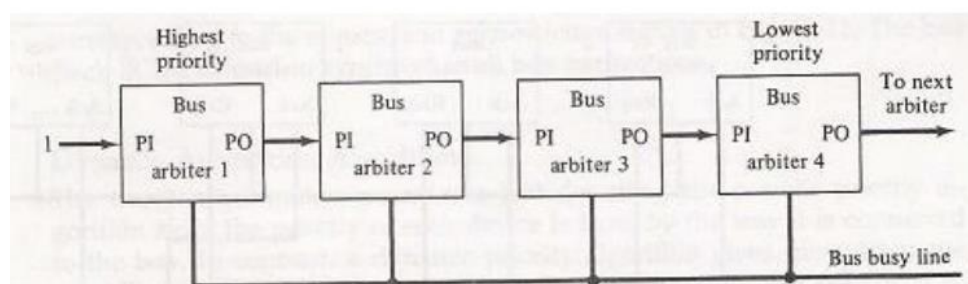 Highest
priority
Lowest
priority
Bus
Bus
Bus
Bus
To next
arbiter
1
PI
PO
PI
PO
PI
PO
PI
PO
arbiter 1
arbiter 2
arbiter 3
arbiter 4
Bus busy line